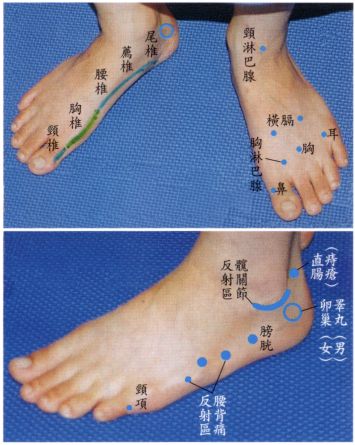 尾椎
薦椎
腰椎
胸椎
頸椎
頸淋巴腺
橫膈
耳
胸
胸淋巴腺
鼻
髖關節
反射區
(痔瘡)
直腸
睪丸(男)
卵巢(女)
膀胱
腰背痛
反射區
頸項